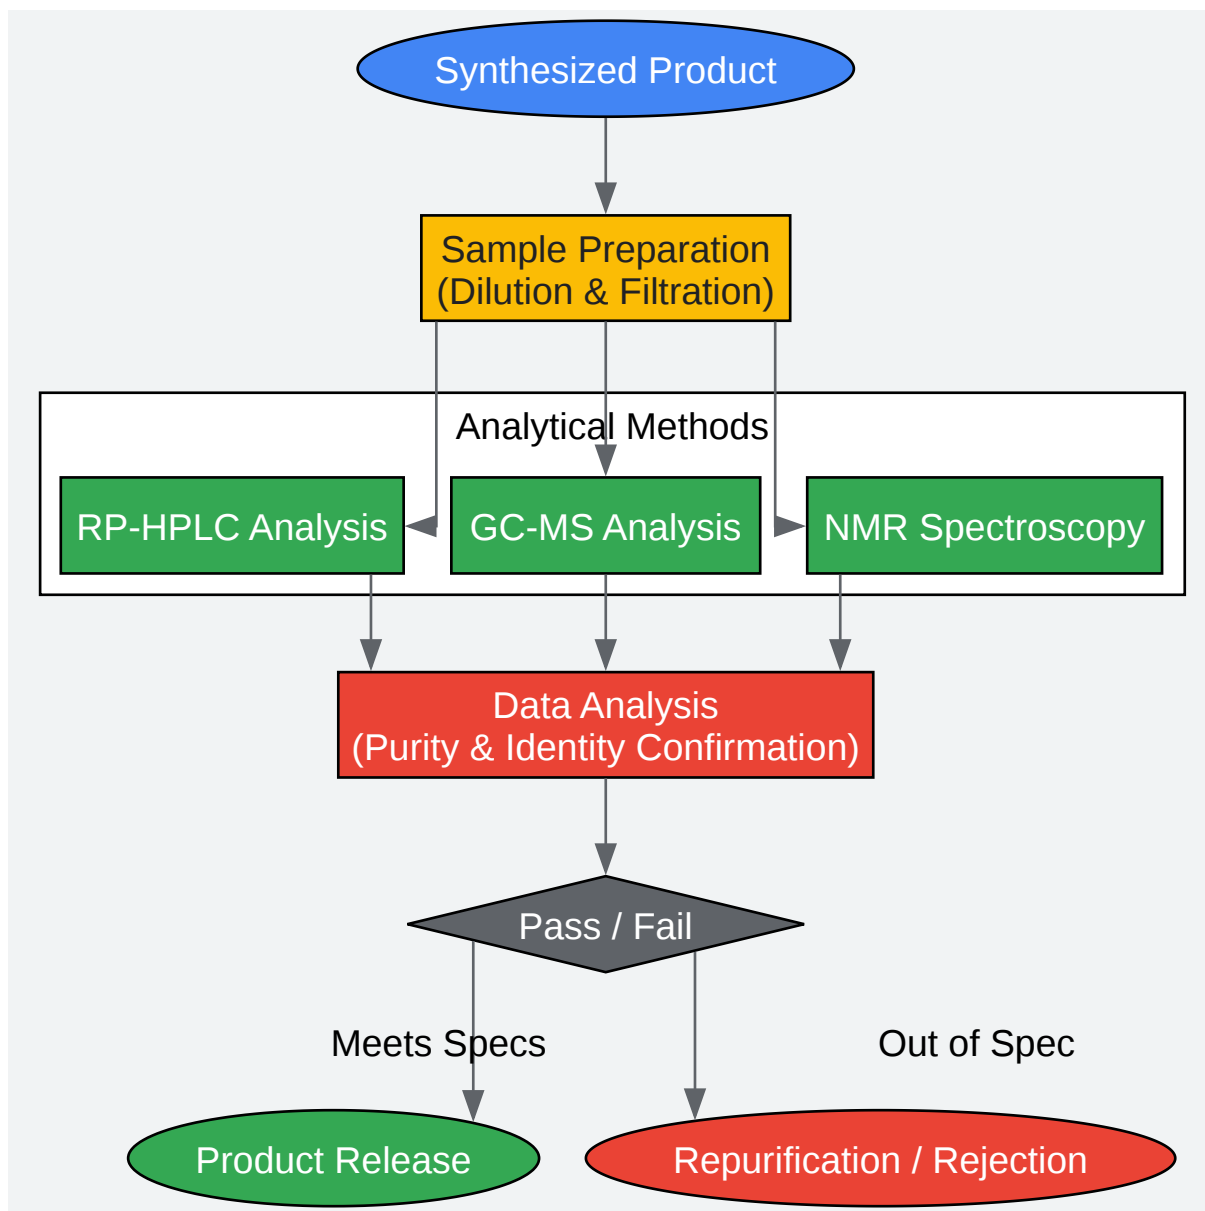 Synthesized Product
Sample Preparation
(Dilution & Filtration)
Analytical Methods
RP-HPLC Analysis
GC-MS Analysis
NMR Spectroscopy
Data Analysis
(Purity & Identity Confirmation)
Pass / Fail
Meets Specs
Out of Spec
Product Release
Repurification / Rejection